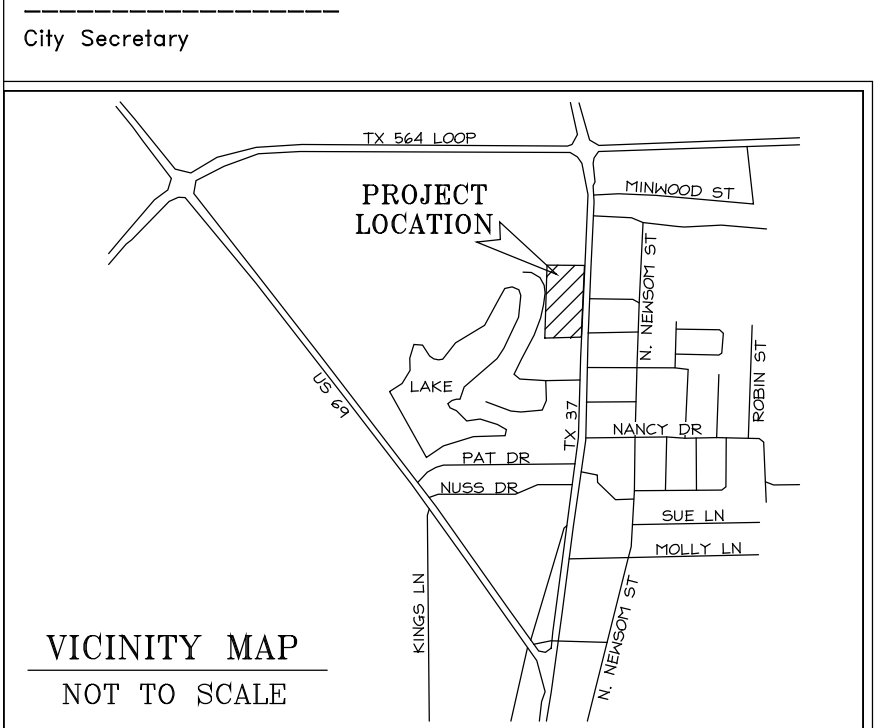 City Secretary
TX 564 LOOP
MINWOOD ST
PROJECT
LOCATION
N. NEWSOM ST
ROBIN ST
US 69
LAKE
TX 37
NANCY DR
PAT DR
NUSS DR
SUE LN
MOLLY LN
KINGS LN
N. NEWSOM ST
VICINITY MAP
NOT TO SCALE